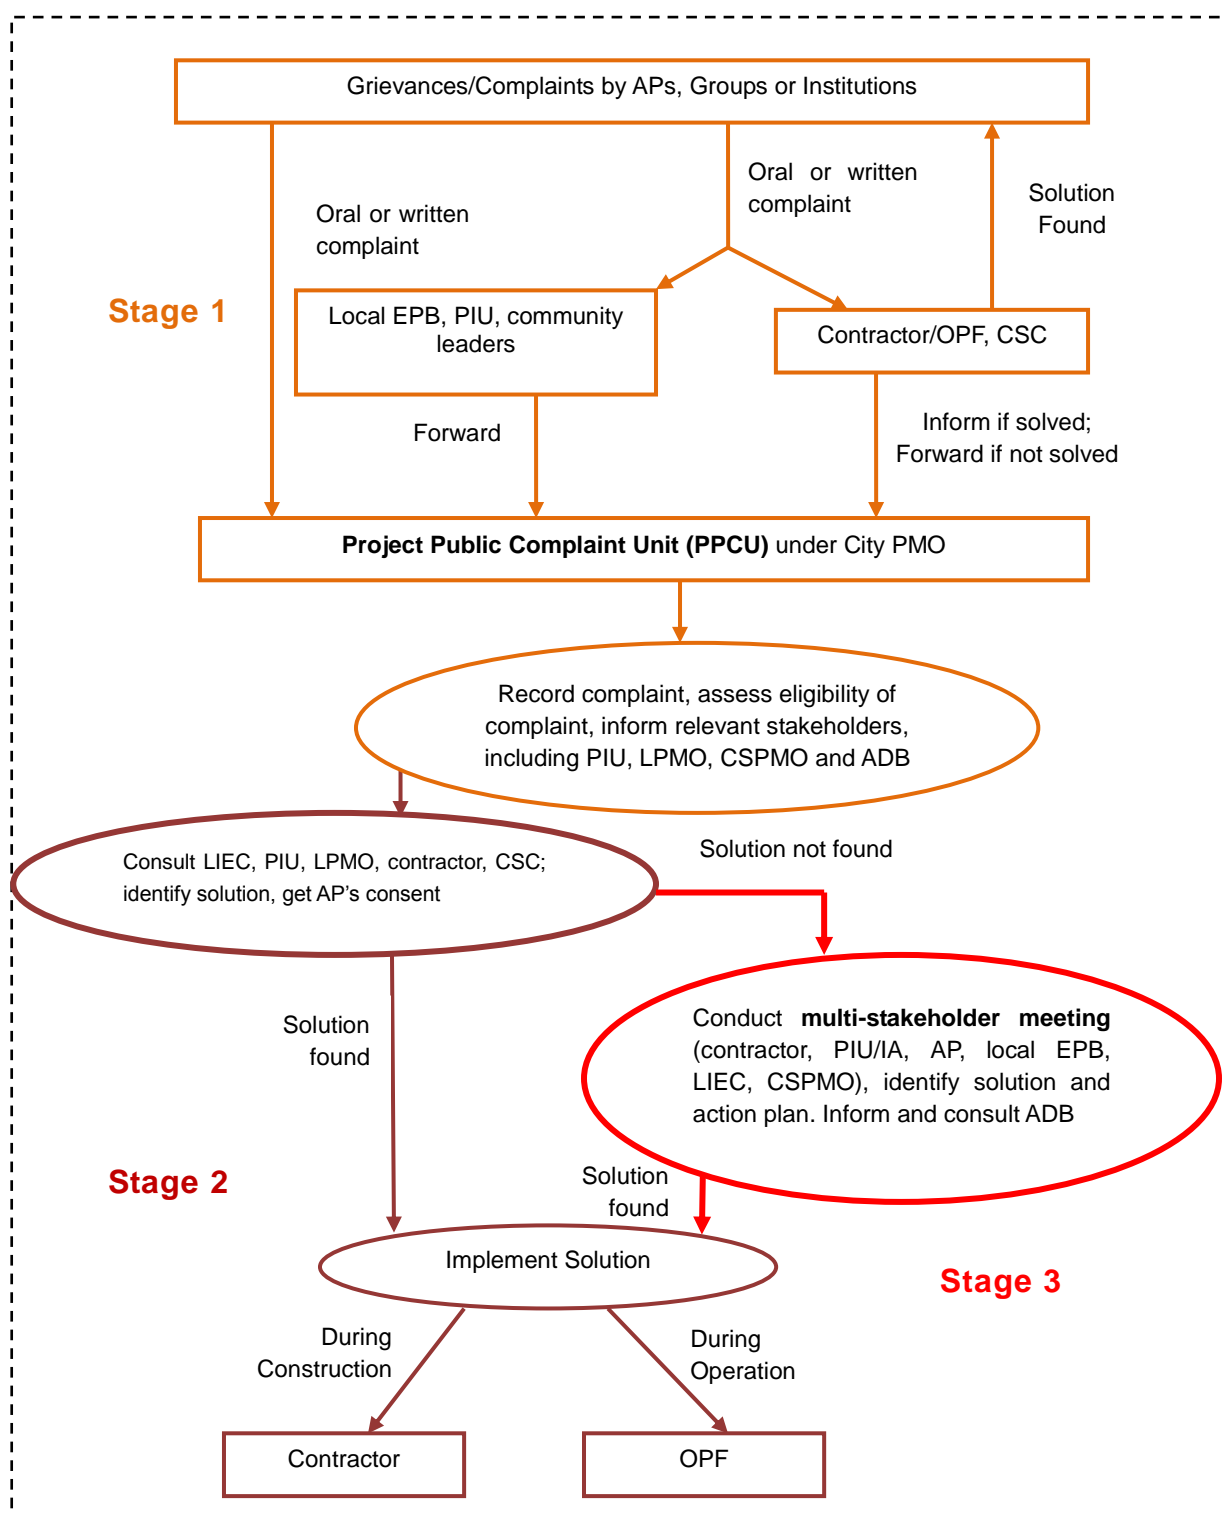 Grievances/Complaints by APs, Groups or Institutions
Oral or written
complaint
Solution
Found
Oral or written
complaint
Stage 1
Local EPB, PIU, community
leaders
Contractor/OPF, CSC
Forward
Inform if solved;
Forward if not solved
Project Public Complaint Unit (PPCU) under City PMO
Record complaint, assess eligibility of
complaint, inform relevant stakeholders,
including PIU, LPMO, CSPMO and ADB
Solution not found
Consult LIEC, PIU, LPMO, contractor, CSC;
identify solution, get AP’s consent
Solution
found
Conduct multi-stakeholder meeting
(contractor, PIU/IA, AP, local EPB,
LIEC, CSPMO), identify solution and
action plan. Inform and consult ADB
Stage 2
Solution
found
Implement Solution
Stage 3
During
Construction
During
Operation
Contractor
OPF